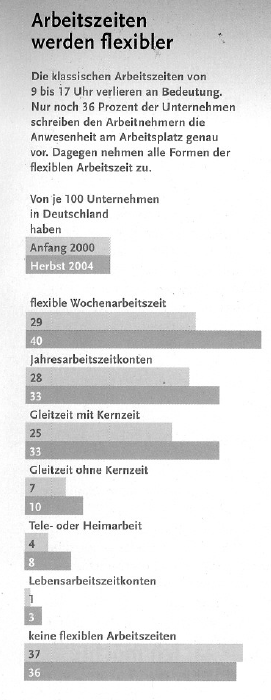 Arbeitszeiten
werden flexibler
Die klassischen Arbeitszeiten von
9 bis 17 Uhr verlieren an Bedeutung.
Nur noch 36 Prozent der Unternehmen
schreiben den Arbeitnehmern die
Anwesenheit am Arbeitsplatz genau
vor. Dagegen nehmen alle Formen der
flexiblen Arbeitszeit zu.
Von je 100 Unternehmen
in Deutschland
haben
Anfang 2000
Herbst 2004
flexible Wochenarbeitszeit
29
40
Jahresarbeitszeitkonten
28
33
Gleitzeit mit Kernzeit
25
33
Gleitzeit ohne Kernzeit
7
10
Tele- oder Heimarbeit
4
8
Lebensarbeitszeitkonten
1
3
keine flexiblen Arbeitszeiten
37
36